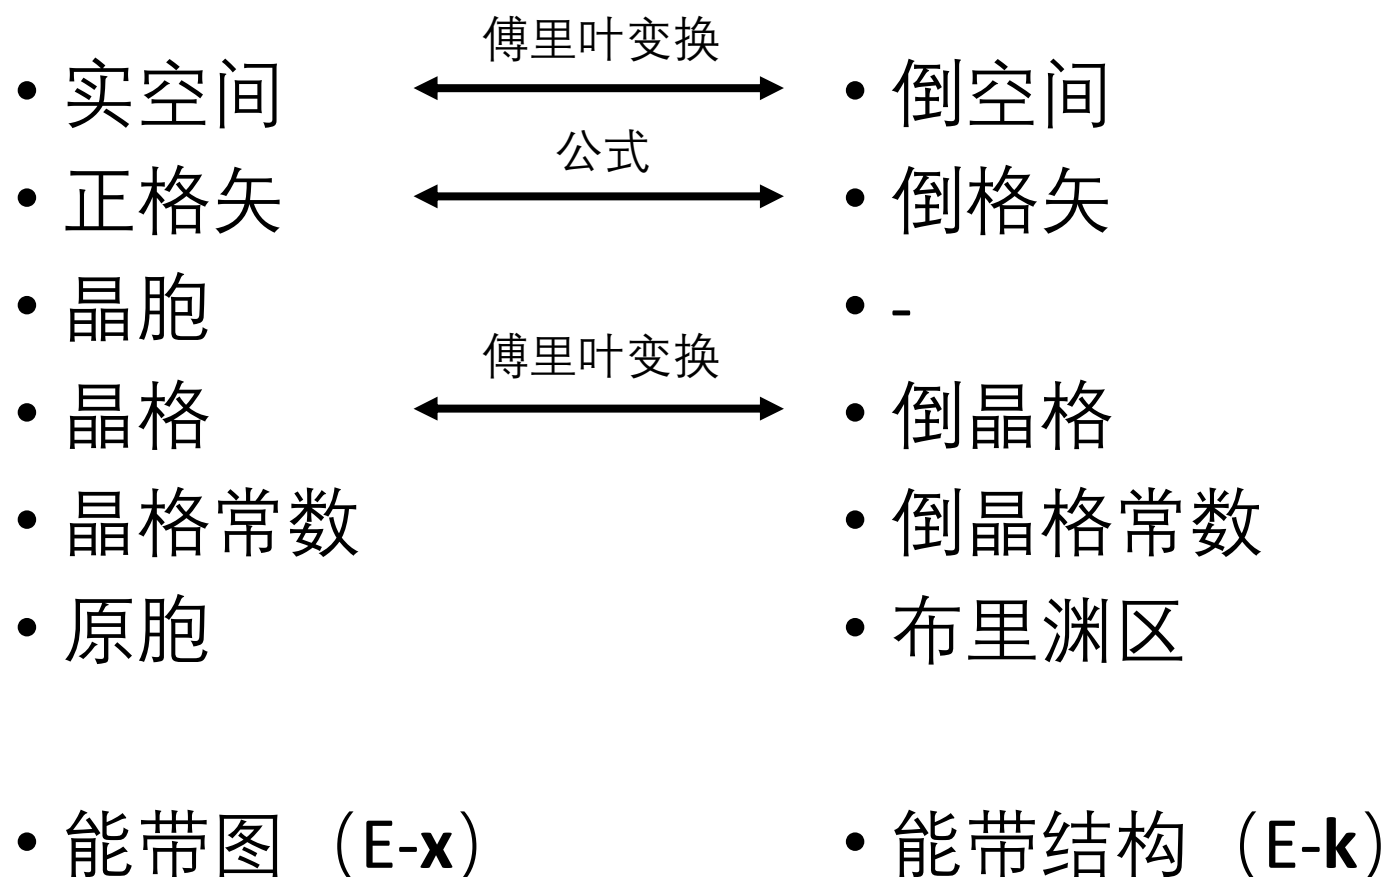 傅里叶变换
• 实空间
• 倒空间
公式
• 正格矢
• 倒格矢
• 晶胞
• -
傅里叶变换
• 晶格
• 倒晶格
• 晶格常数
• 倒晶格常数
• 原胞
• 布里渊区
• 能带图（E-x）
• 能带结构（E-k）